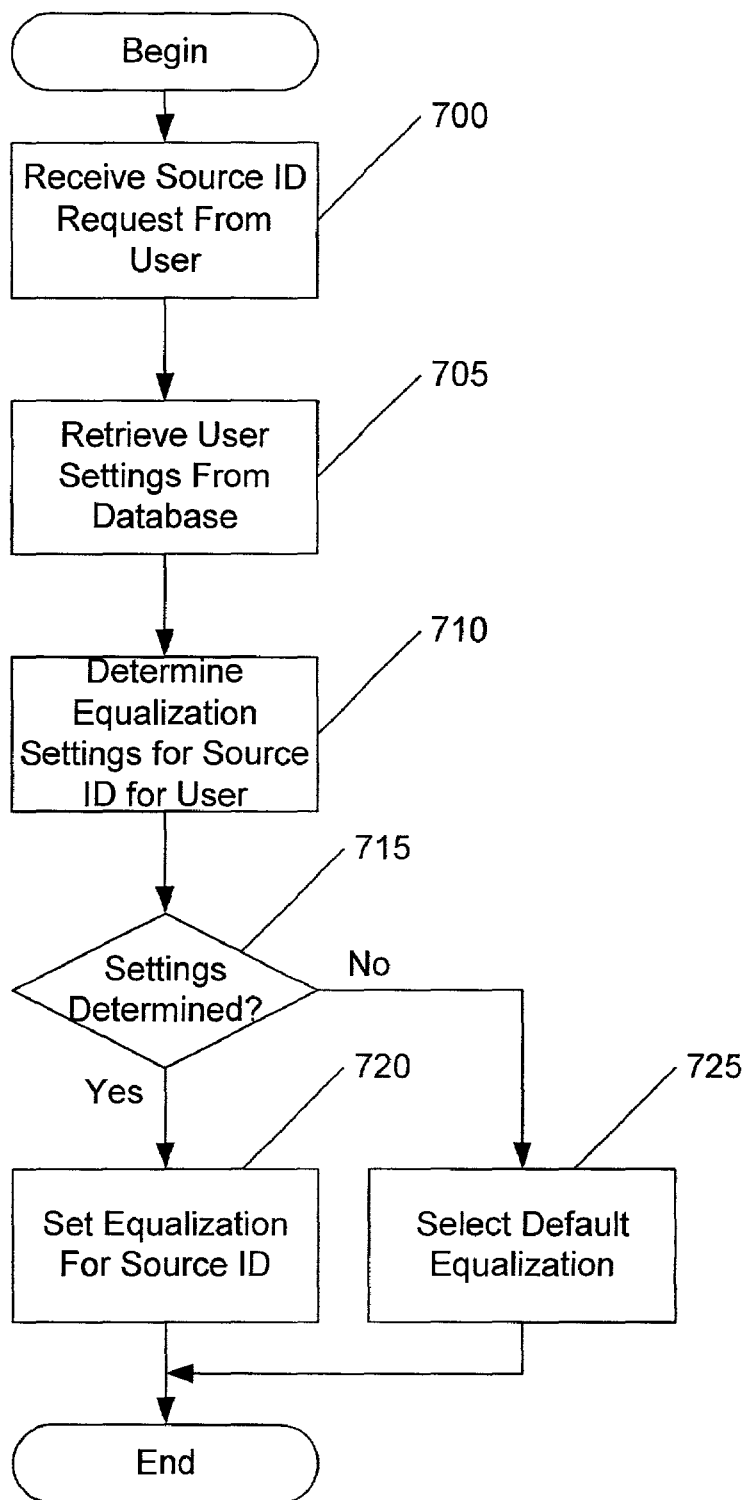 Begin
700
Receive Source ID
Request From
User
705
Retrieve User
Settings From
Database
710
Determine
Equalization
Settings for Source
ID for User
715
Settings
Determined?
No
Yes
720
725
Set Equalization
For Source ID
Select Default
Equalization
End